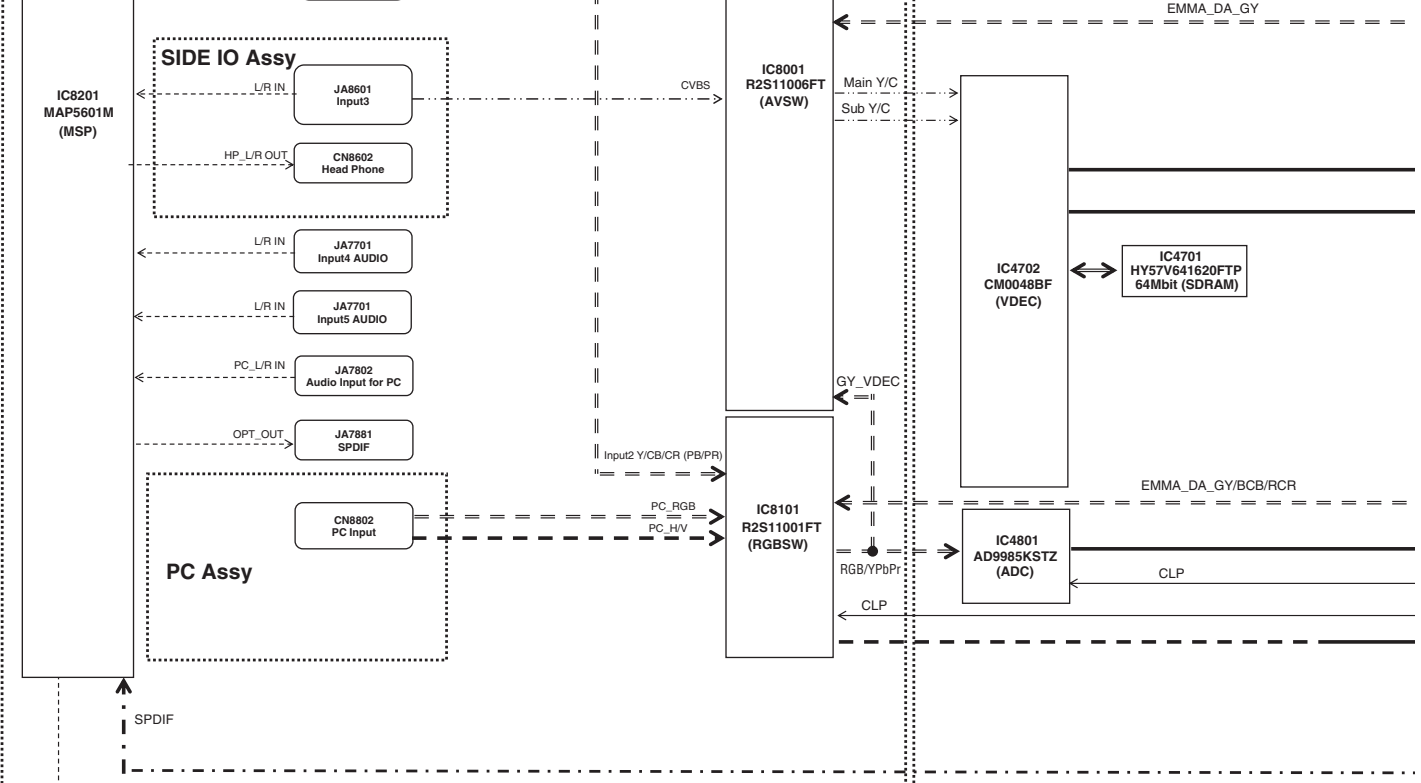 EMMA_DA_GY
SIDE IO Assy
IC8201
MAP5601M
(MSP)
L/R IN
JA8601
Input3
CVBS
IC8001
R2S11006FT
(AVSW)
Main Y/C
Sub Y/C
HP_L/R OUT
CN8602
Head Phone
L/R IN
JA7701
Input4 AUDIO
L/R IN
JA7701
Input5 AUDIO
IC4702
CM0048BF
(VDEC)
IC4701
HY57V641620FTP
64Mbit (SDRAM)
PC_L/R IN
JA7802
Audio Input for PC
GY_VDEC
OPT_OUT
JA7881
SPDIF
Input2 Y/CB/CR (PB/PR)
EMMA_DA_GY/BCB/RCR
CN8802
PC Input
PC_RGB
PC_H/V
IC8101
R2S11001FT
(RGBSW)
IC4801
AD9985KSTZ
(ADC)
PC Assy
RGB/YPbPr
CLP
CLP
SPDIF